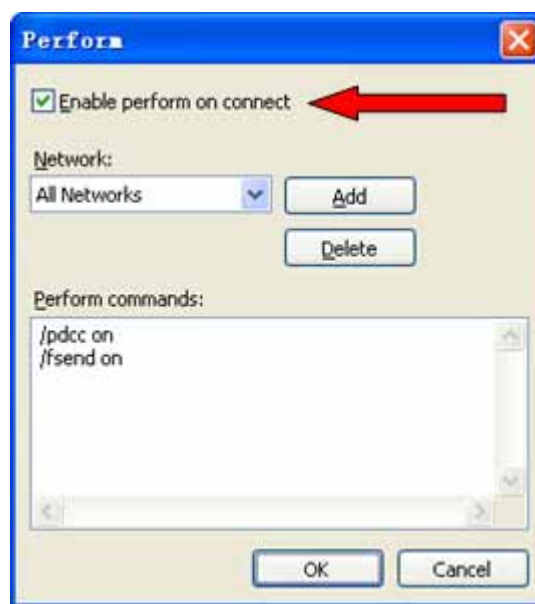 Perform
Enable perform on connect
Network:
All Networks
Add
Delete
Perform commands:
/pdcc on
/fsend on
OK
Cancel